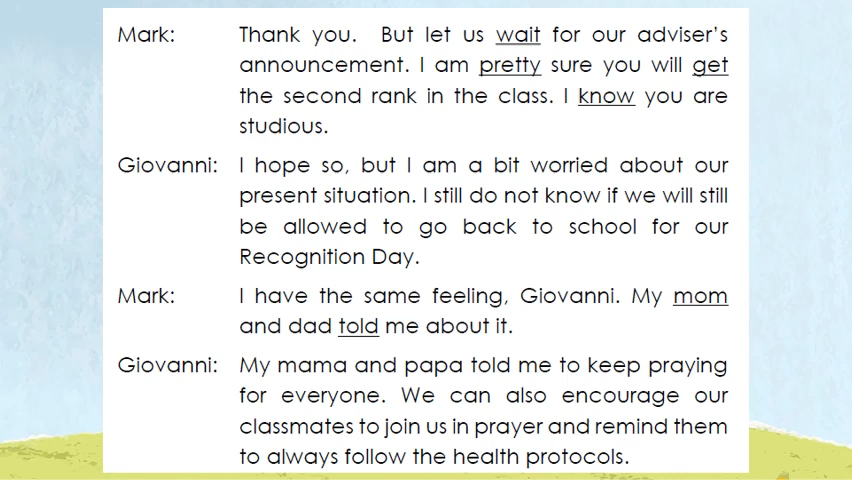 Mark: Thank you. But let us wait for our adviser's
announcement. I am pretty sure you will get
the second rank in the class. I know you are
studious.
Giovanni: I hope so, but I am a bit worried about our
present situation. I still do not know if we will still
be allowed to go back to school for our
Recognition Day.
Mark: I have the same feeling, Giovanni. My mom
and dad told me about it.
Giovanni: My mama and papa told me to keep praying
for everyone. We can also encourage our
classmates to join us in prayer and remind them
to always follow the health protocols.